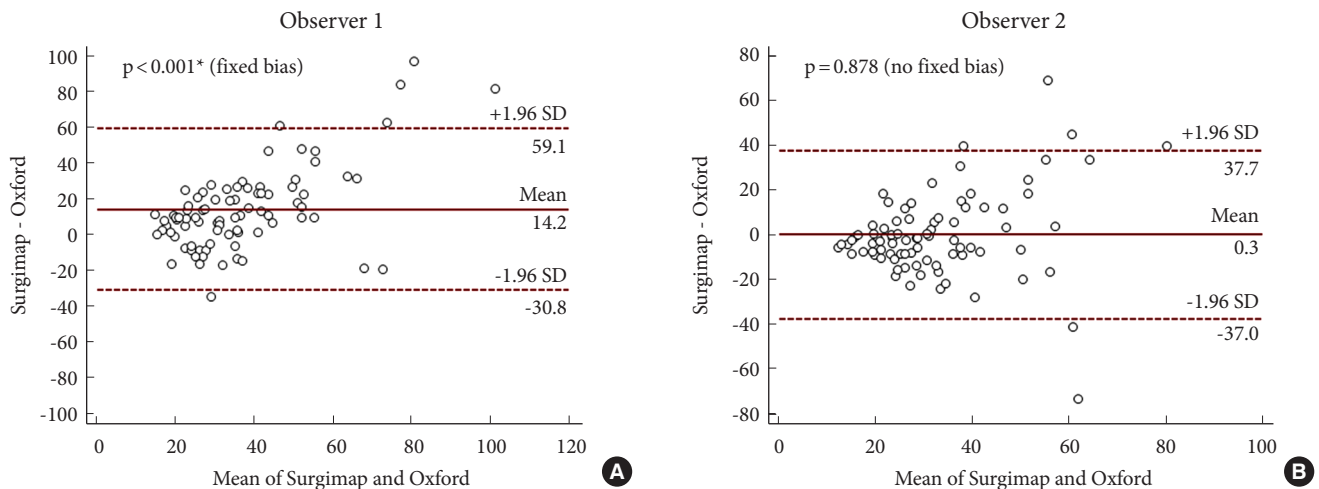 Observer 1
p<0.001* (fixed bias)
100
80
60
40
20
0
-20
-40
-60
-80
-100
Surgimap - Oxford
+1.96 SD
59.1
Mean
14.2
-1.96 SD
-30.8
0
20
40
60
80
100
120
Mean of Surgimap and Oxford
A
Observer 2
p=0.878 (no fixed bias)
80
60
40
20
0
-20
-40
-60
-80
Surgimap - Oxford
+1.96 SD
37.7
Mean
0.3
-1.96 SD
-37.0
0
20
40
60
80
100
Mean of Surgimap and Oxford
B